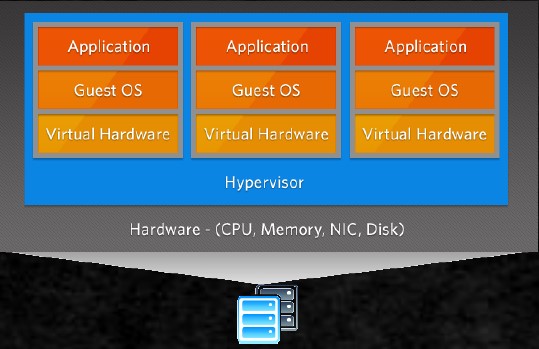 Application Application Application
Guest OS Guest OS Guest OS
Virtual Hardware Virtual Hardware Virtual Hardware
Hypervisor
Hardware - (CPU, Memory, NIC, Disk)